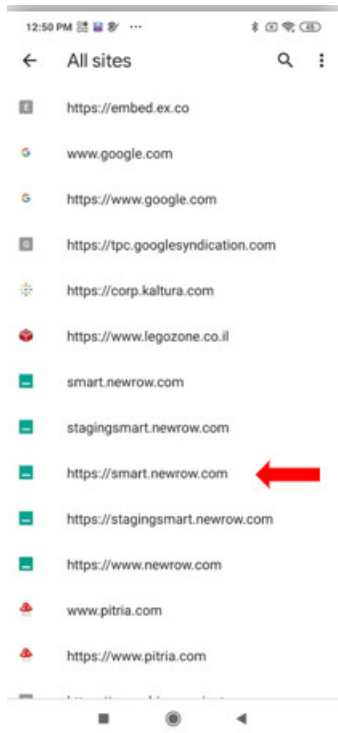 12:50 PM
48
All sites
E
https://embed.ex.co
G
www.google.com
G
https://www.google.com
G
https://tpc.googlesyndication.com
https://corp.kaltura.com
https://www.legozone.co.il
smart.newrow.com
stagingsmart.newrow.com
https://smart.newrow.com
https://stagingsmart.newrow.com
https://www.newrow.com
www.pitria.com
https://www.pitria.com